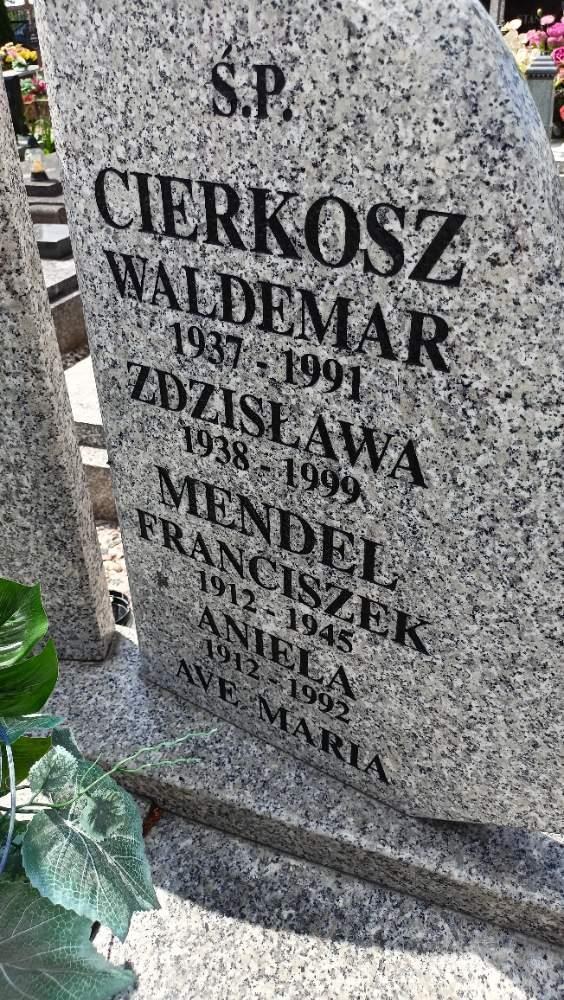 Ś.P.
CIERKOSZ
WALDEMAR
1937 - 1991
ZDZISŁAWA
1938 - 1999
MENDEL
FRANCISZEK
1912 - 1945
ANIELA
1912 - 1992
AVE MARIA